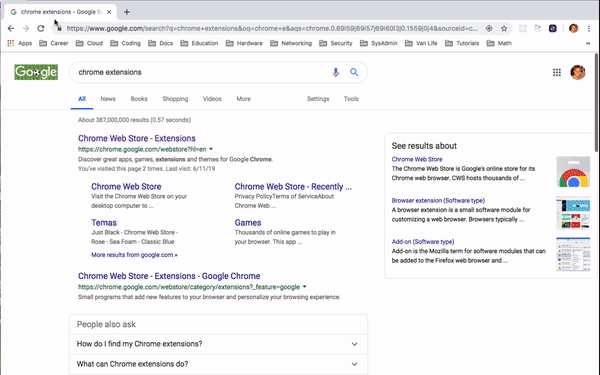 chrome extensions - Google Se
https://www.google.com/search?q=chrome+extensions&oq=chrome+e&aqs=chrome.0.69i59j69i57j69i60l3j0.1559j0j4&sourceid=c...
Apps Career Cloud Coding Docs Education Hardware Networking Security SysAdmin Van Life Tutorials Math
Google
chrome extensions
All News Books Shopping Videos More Settings Tools
About 387,000,000 results (0.57 seconds)
Chrome Web Store - Extensions
https://chrome.google.com/webstore?hl=en
Discover great apps, games, extensions and themes for Google Chrome.
You've visited this page 2 times. Last visit: 6/11/19
Chrome Web Store
Visit the Chrome Web Store on your
desktop computer to ...
Chrome Web Store - Recently ...
Privacy PolicyTerms of ServiceAbout
Chrome Web ...
Temas
Just Black - Chrome Web Store -
Rose - Sea Foam - Classic Blue
Games
Thousands of online games to play in
your browser. This app ...
More results from google.com »
Chrome Web Store - Extensions - Google Chrome
https://chrome.google.com/webstore/category/extensions?_feature=google
Small programs that add new features to your browser and personalize your browsing experience.
People also ask
How do I find my Chrome extensions?
What can Chrome extensions do?
See results about
Chrome Web Store
The Chrome Web Store is Google's online store for its
Chrome web browser. CWS hosts thousands of ...
Browser extension (Software type)
A browser extension is a small software module for
customizing a web browser. Browsers typically ...
Add-on (Software type)
Add-on is the Mozilla term for software modules that can
be added to the Firefox web browser and ...